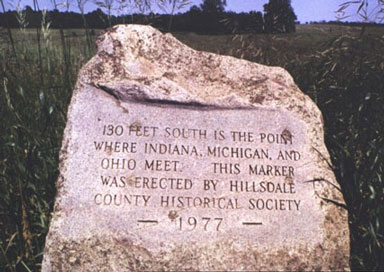 130 FEET SOUTH IS THE POINT
WHERE INDIANA, MICHIGAN, AND
OHIO MEET. THIS MARKER
WAS ERECTED BY HILLSDALE
COUNTY HISTORICAL SOCIETY
— 1977 —